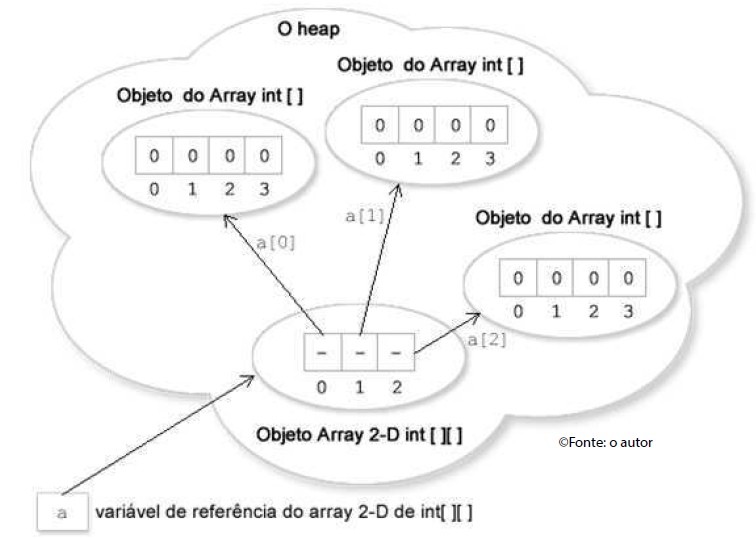 O heap
Objeto do Array int [ ]
0 0 0 0
0 1 2 3
Objeto do Array int [ ]
0 0 0 0
0 1 2 3
a[0]
a[1]
Objeto do Array int [ ]
0 0 0 0
0 1 2 3
a[2]
- - -
0 1 2
Objeto Array 2-D int [ ][ ]
©Fonte: o autor
a variável de referência do array 2-D de int[ ][ ]